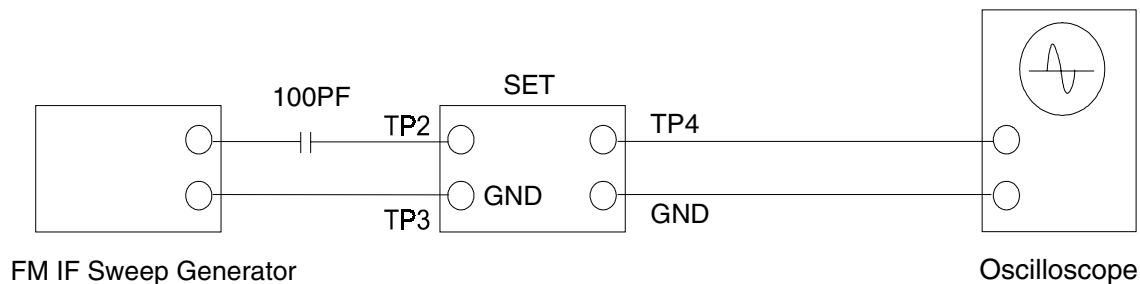 SET
100PF
TP2
TP4
GND
TP3
GND
FM IF Sweep Generator
Oscilloscope